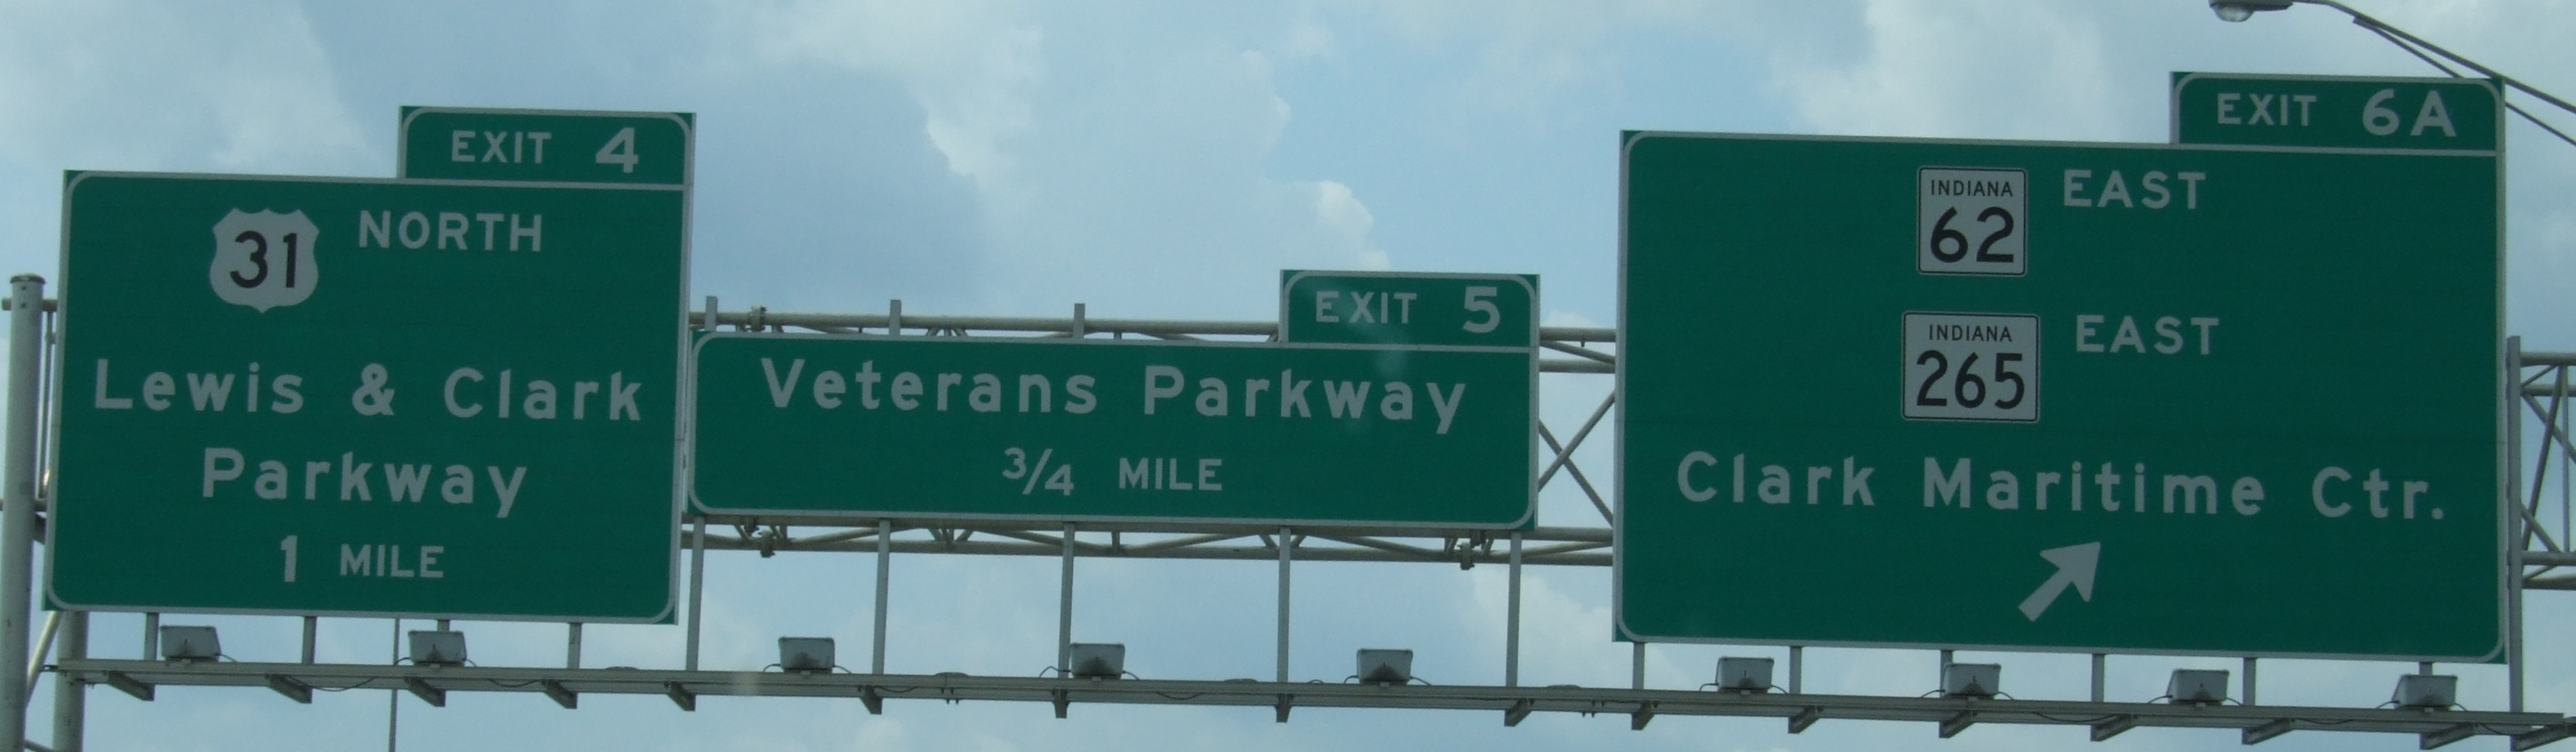 EXIT 4
31 NORTH
Lewis & Clark
Parkway
1 MILE
EXIT 5
Veterans Parkway
3/4 MILE
EXIT 6A
INDIANA
62 EAST
INDIANA
265 EAST
Clark Maritime Ctr.